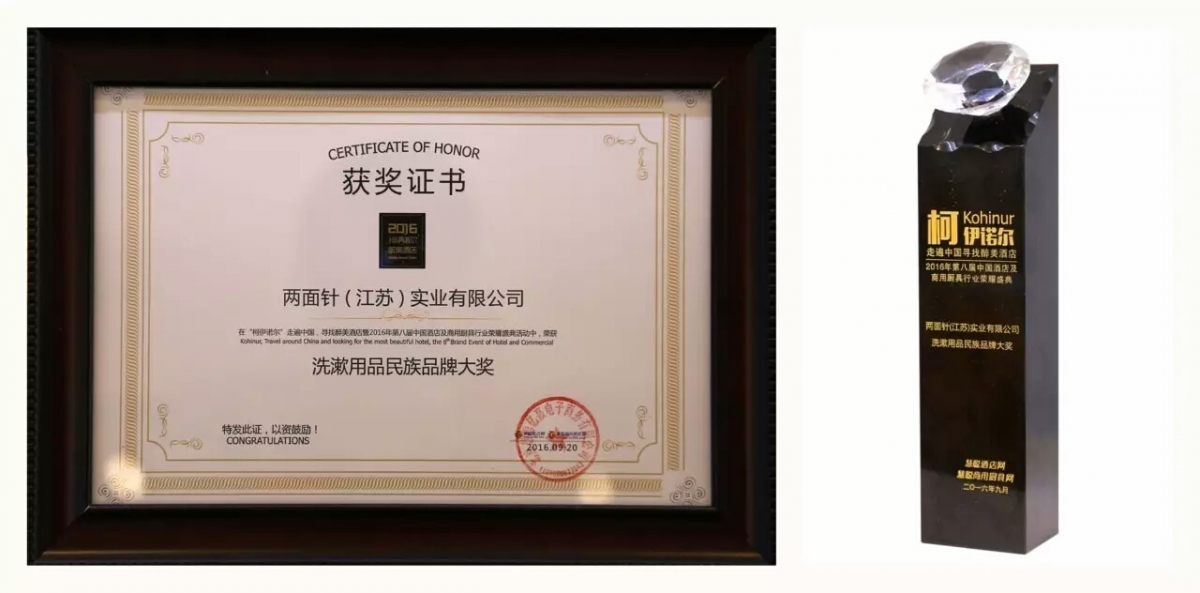 CERTIFICATE OF HONOR
获奖证书
2016
两面针（江苏）实业有限公司
在“柯伊诺尔”走遍中国，寻找醉美酒店暨2016年第八届中国酒店及商用厨具行业荣耀盛典活动中，荣获
Kohinur, Travel around China and looking for the most beautiful hotel, the 8th Brand Event of Hotel and Commercial
洗漱用品民族品牌大奖
特发此证，以资鼓励！
CONGRATULATIONS
2016.09.20
柯 Kohinur
伊诺尔
走遍中国寻找醉美酒店
2016年第八届中国酒店及
商用厨具行业荣耀盛典
两面针(江苏)实业有限公司
洗漱用品民族品牌大奖
慧聪酒店网
慧聪商用厨具网
二〇一六年九月